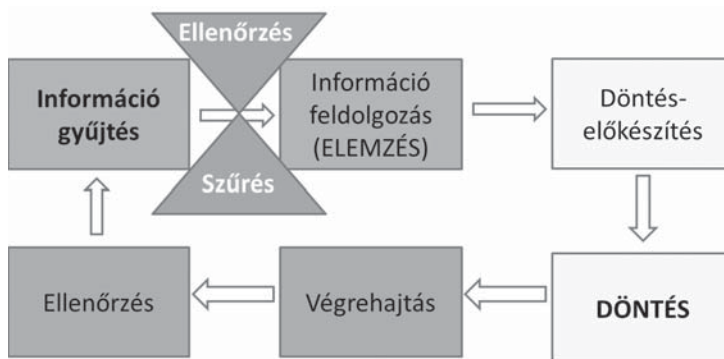 Ellenőrzés
Információ
gyűjtés
Információ
feldolgozás
(ELEMZÉS)
Döntés-
előkészítés
Szűrés
Ellenőrzés
Végrehajtás
DÖNTÉS